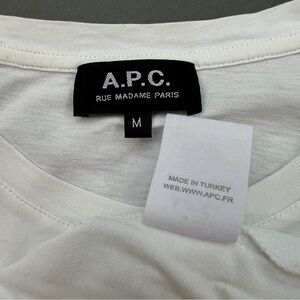 A.P.C.
RUE MADAME PARIS
M
MADE IN TURKEY
WEB:WWW.APC.FR